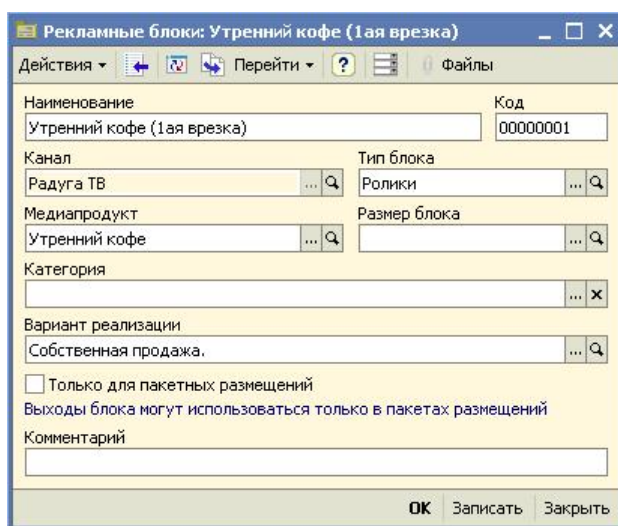 Рекламные блоки: Утренний кофе (1ая врезка)
Действия Перейти ? Файлы
Наименование Код
Утренний кофе (1ая врезка) 00000001
Канал Тип блока
Радуга ТВ ... Ролики ...
Медиапродукт Размер блока
Утренний кофе ... ...
Категория
... x
Вариант реализации
Собственная продажа. ...
Только для пакетных размещений
Выходы блока могут использоваться только в пакетах размещений
Комментарий
OK Записать Закрыть